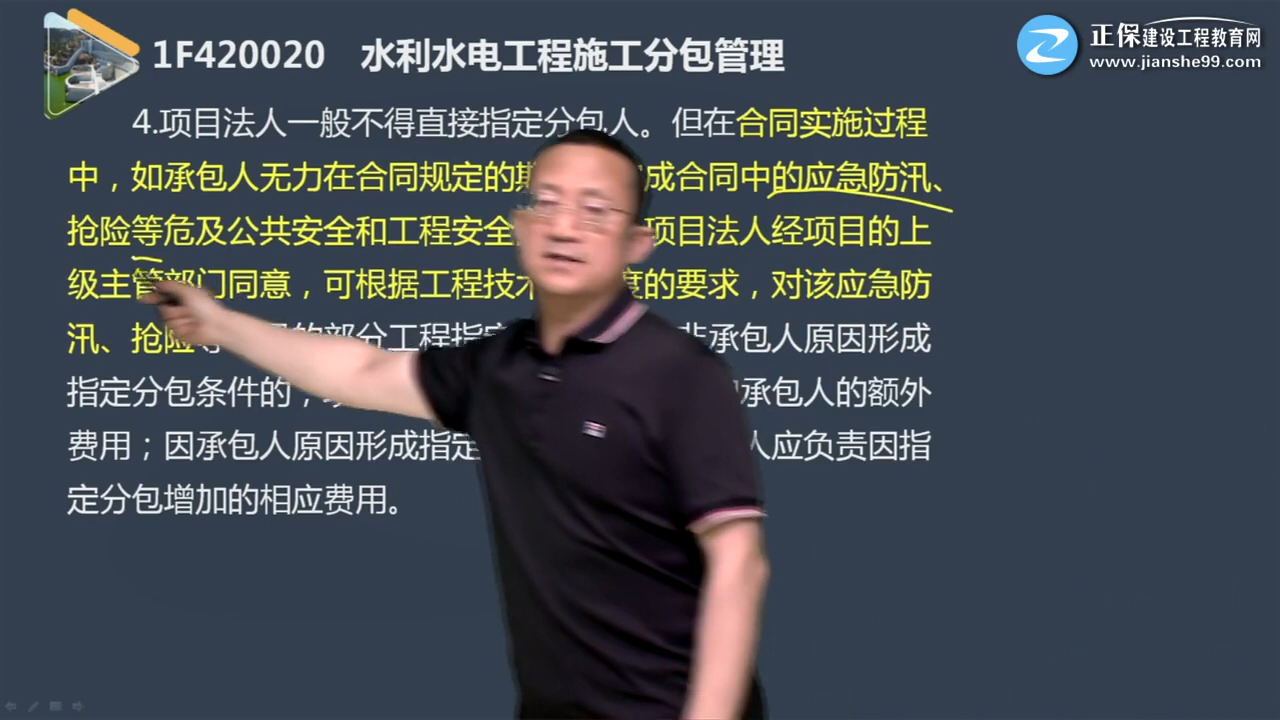 1F420020 水利水电工程施工分包管理
正保建设工程教育网
www.jianshe99.com
4.项目法人一般不得直接指定分包人。但在合同实施过程
中，如承包人无力在合同规定的 成合同中的应急防汛、
抢险等危及公共安全和工程安全 项目法人经项目的上
级主管部门同意，可根据工程技术 度的要求，对该应急防
汛、抢险 的部分工程指定 非承包人原因形成
指定分包条件的， 承包人的额外
费用；因承包人原因形成指定 人应负责因指
定分包增加的相应费用。